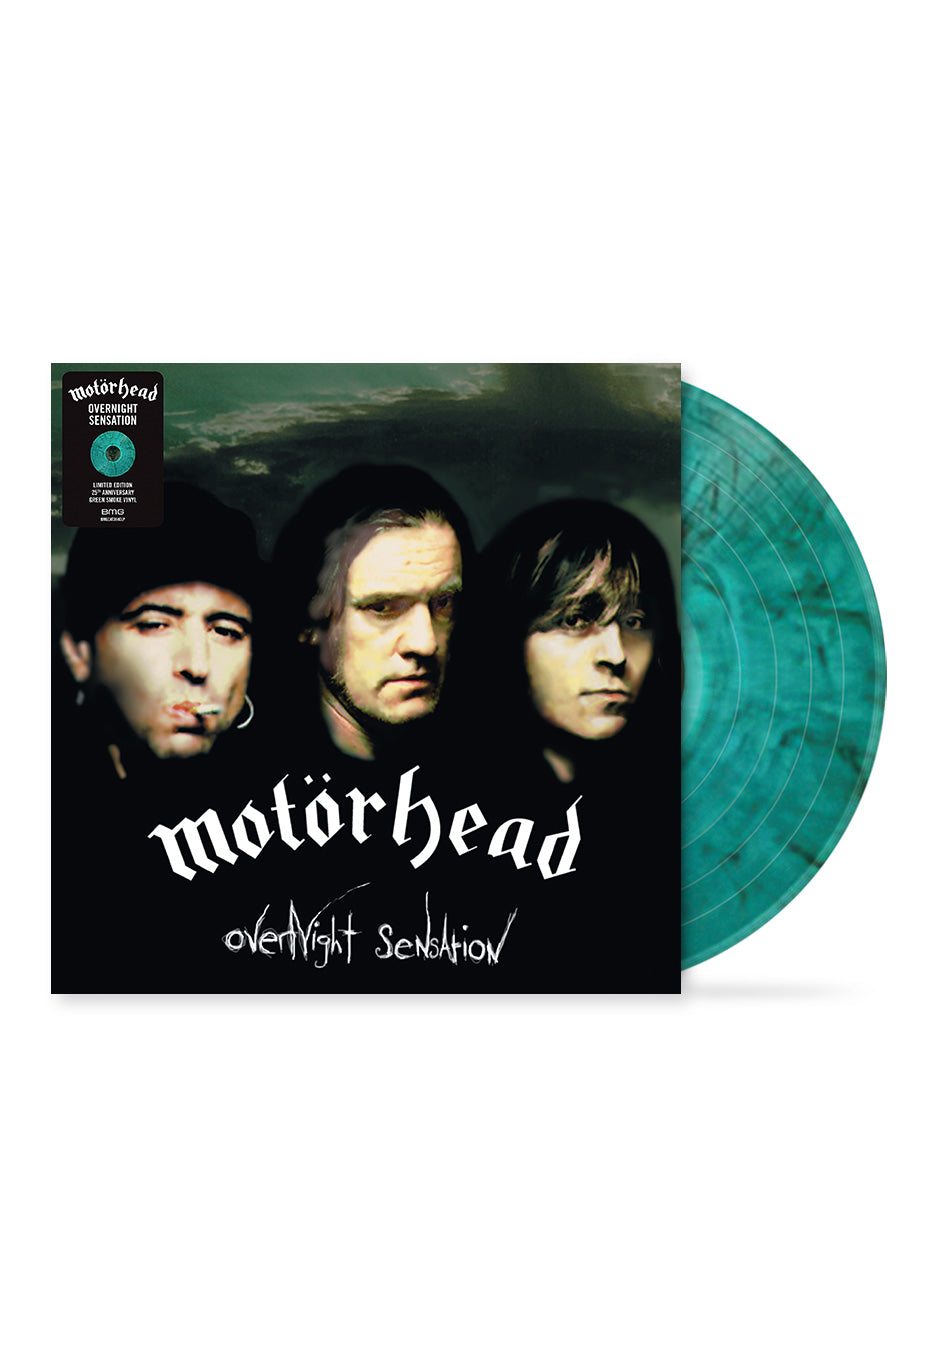 motörhead
OVERNIGHT
SENSATION
LIMITED EDITION
25TH ANNIVERSARY
GREEN SMOKE VINYL
BMG
motörhead
overNight SeNsAtioN